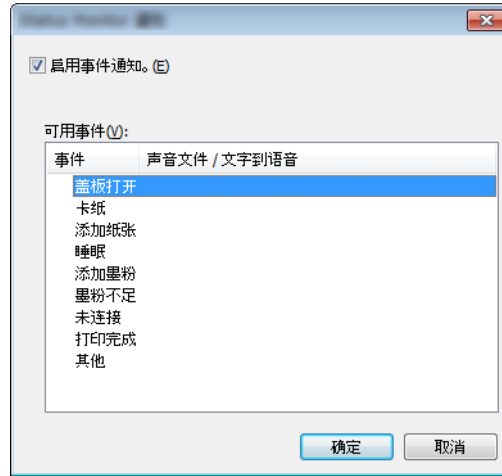 启用事件通知。(E)
可用事件(V):
事件 声音文件 / 文字到语音
盖板打开
卡纸
添加纸张
睡眠
添加墨粉
墨粉不足
未连接
打印完成
其他
确定 取消